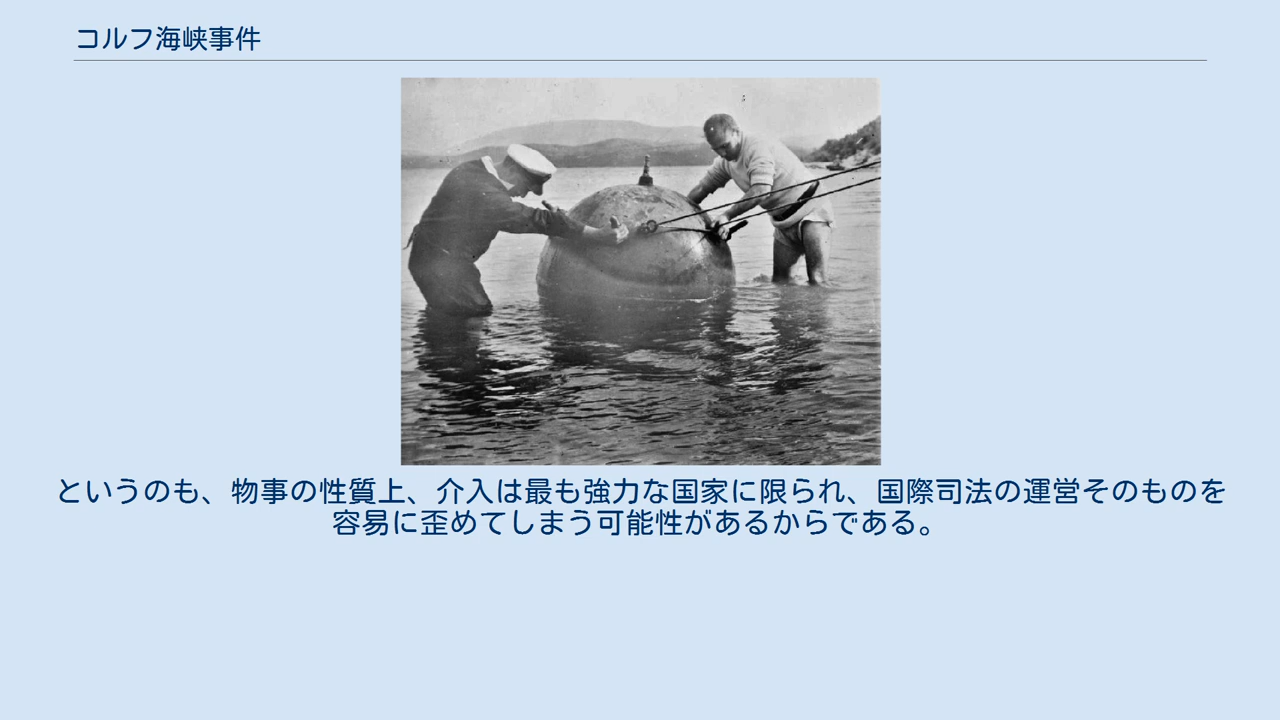 コルフ海峡事件
というのも、物事の性質上、介入は最も強力な国家に限られ、国際司法の運営そのものを
容易に歪めてしまう可能性があるからである。